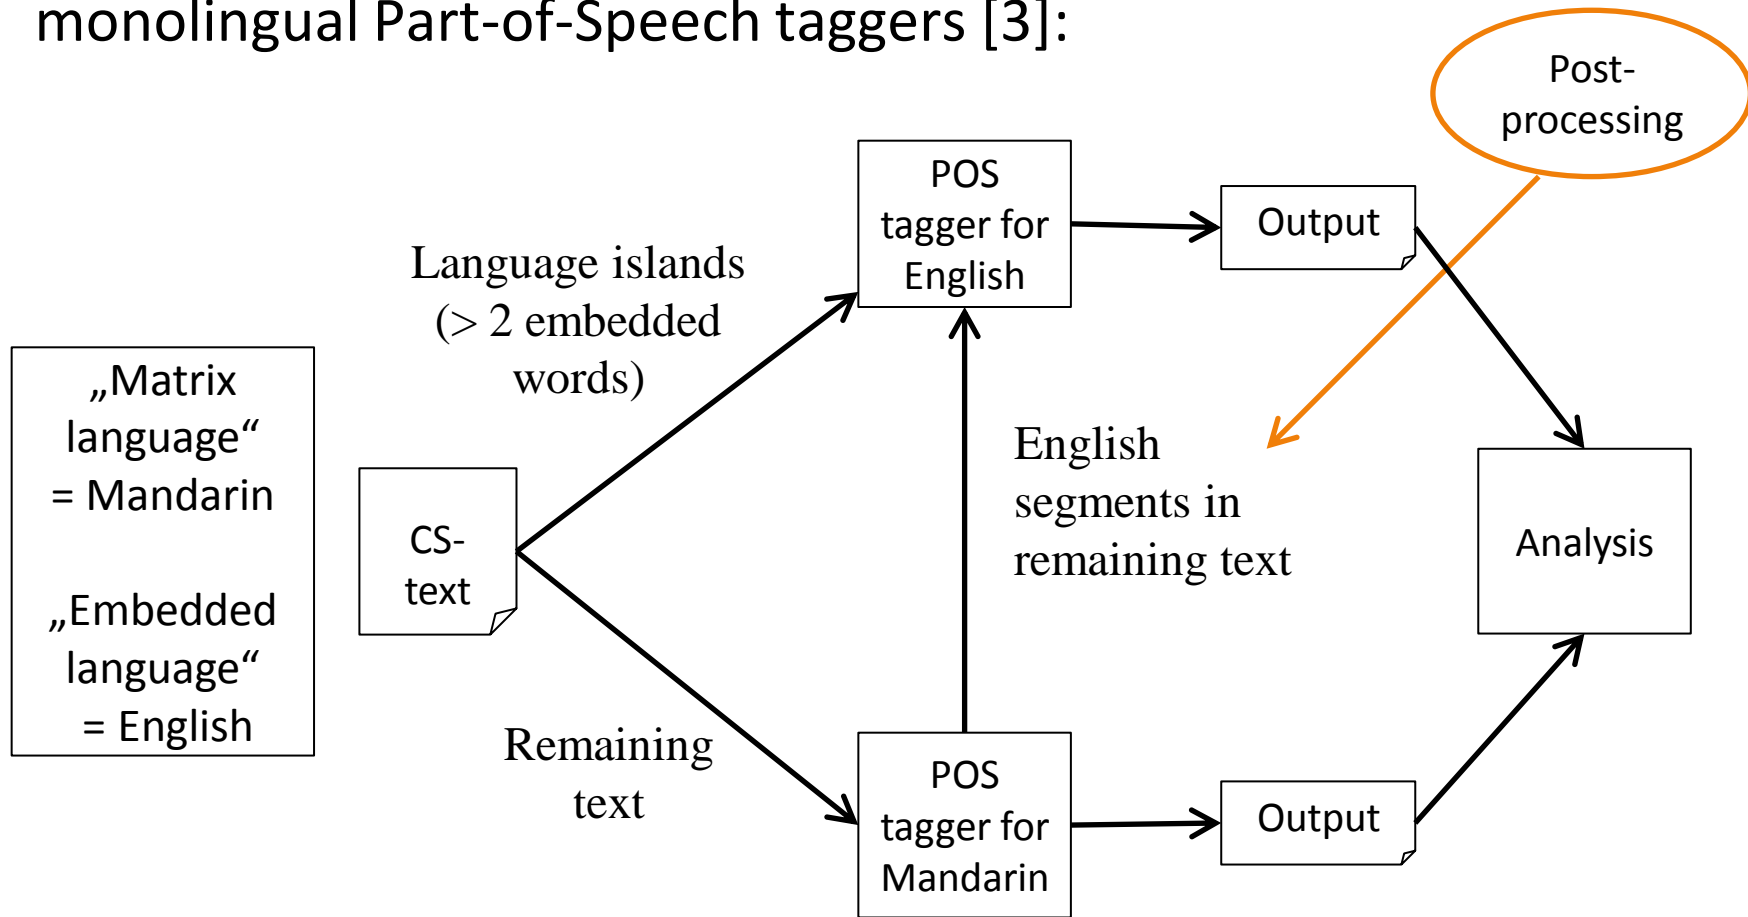 monolingual Part-of-Speech taggers [3]:
Post-
processing
POS
tagger for
English
Output
Language islands
(> 2 embedded
words)
„Matrix
language“
= Mandarin
„Embedded
language“
= English
CS-
text
English
segments in
remaining text
Analysis
Remaining
text
POS
tagger for
Mandarin
Output